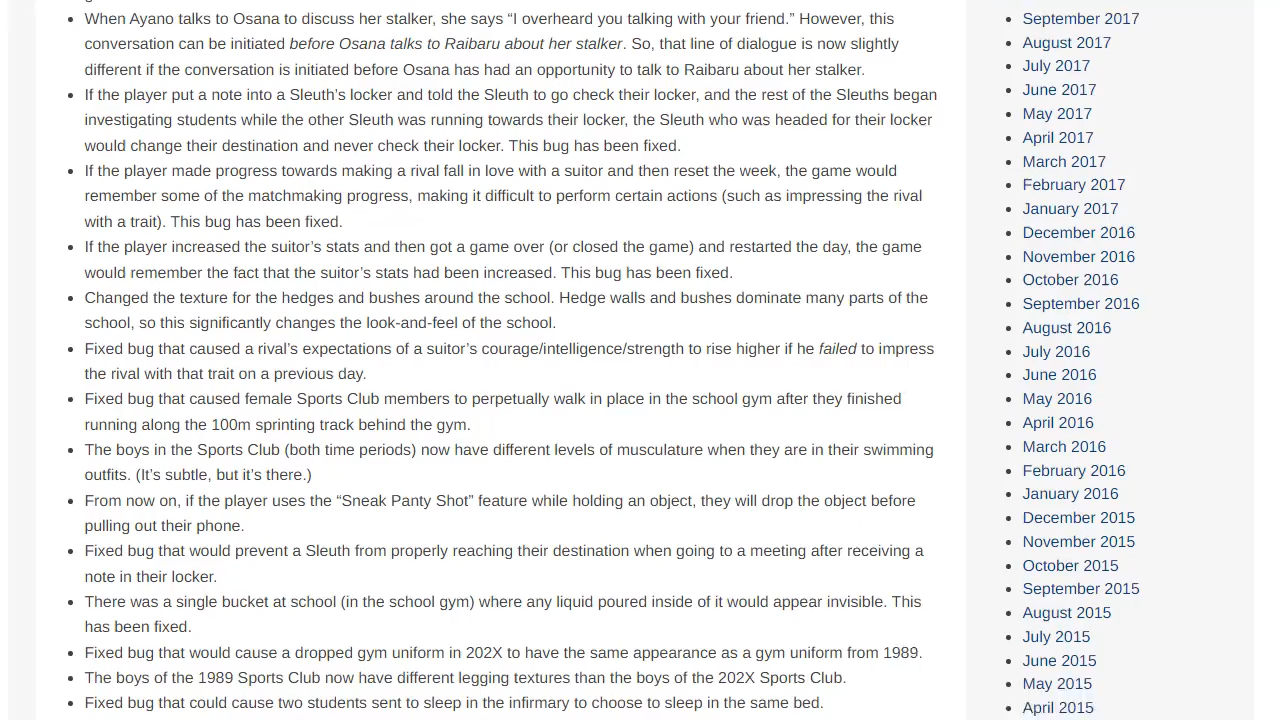 When Ayano talks to Osana to discuss her stalker, she says “I overheard you talking with your friend.” However, this
conversation can be initiated before Osana talks to Raibaru about her stalker. So, that line of dialogue is now slightly
different if the conversation is initiated before Osana has had an opportunity to talk to Raibaru about her stalker.
If the player put a note into a Sleuth’s locker and told the Sleuth to go check their locker, and the rest of the Sleuths began
investigating students while the other Sleuth was running towards their locker, the Sleuth who was headed for their locker
would change their destination and never check their locker. This bug has been fixed.
If the player made progress towards making a rival fall in love with a suitor and then reset the week, the game would
remember some of the matchmaking progress, making it difficult to perform certain actions (such as impressing the rival
with a trait). This bug has been fixed.
If the player increased the suitor’s stats and then got a game over (or closed the game) and restarted the day, the game
would remember the fact that the suitor’s stats had been increased. This bug has been fixed.
Changed the texture for the hedges and bushes around the school. Hedge walls and bushes dominate many parts of the
school, so this significantly changes the look-and-feel of the school.
Fixed bug that caused a rival’s expectations of a suitor’s courage/intelligence/strength to rise higher if he failed to impress
the rival with that trait on a previous day.
Fixed bug that caused female Sports Club members to perpetually walk in place in the school gym after they finished
running along the 100m sprinting track behind the gym.
The boys in the Sports Club (both time periods) now have different levels of musculature when they are in their swimming
outfits. (It’s subtle, but it’s there.)
From now on, if the player uses the “Sneak Panty Shot” feature while holding an object, they will drop the object before
pulling out their phone.
Fixed bug that would prevent a Sleuth from properly reaching their destination when going to a meeting after receiving a
note in their locker.
There was a single bucket at school (in the school gym) where any liquid poured inside of it would appear invisible. This
has been fixed.
Fixed bug that would cause a dropped gym uniform in 202X to have the same appearance as a gym uniform from 1989.
The boys of the 1989 Sports Club now have different legging textures than the boys of the 202X Sports Club.
Fixed bug that could cause two students sent to sleep in the infirmary to choose to sleep in the same bed.
September 2017
August 2017
July 2017
June 2017
May 2017
April 2017
March 2017
February 2017
January 2017
December 2016
November 2016
October 2016
September 2016
August 2016
July 2016
June 2016
May 2016
April 2016
March 2016
February 2016
January 2016
December 2015
November 2015
October 2015
September 2015
August 2015
July 2015
June 2015
May 2015
April 2015